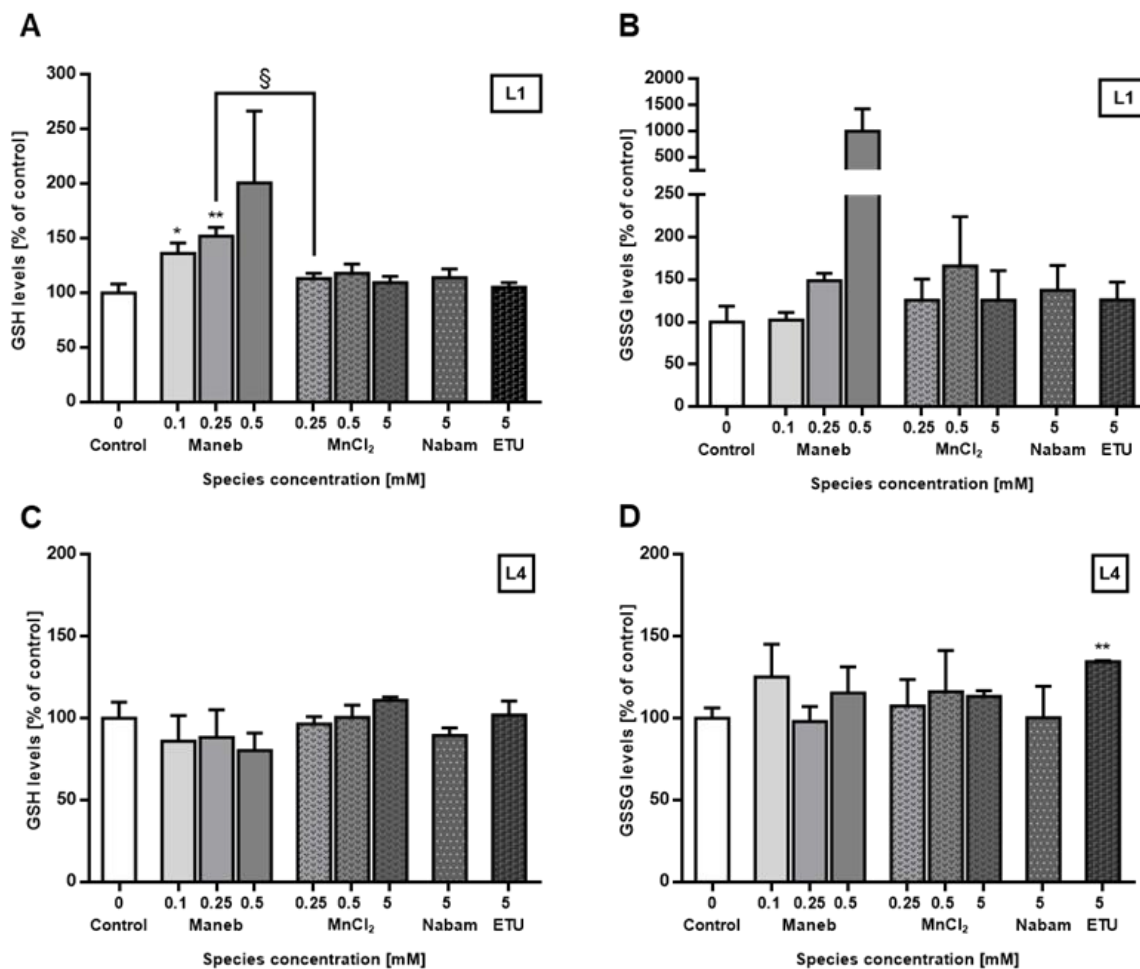 A
GSH levels [% of control]
300
250
200
150
100
50
0
L1
§
*
**
0 0.1 0.25 0.5 0.25 0.5 5 5 5
Control Maneb MnCl₂ Nabam ETU
Species concentration [mM]
B
GSSG levels [% of control]
2000
1500
1000
500
200
150
100
50
0
L1
0 0.1 0.25 0.5 0.25 0.5 5 5 5
Control Maneb MnCl₂ Nabam ETU
Species concentration [mM]
C
GSH levels [% of control]
200
150
100
50
0
L4
0 0.1 0.25 0.5 0.25 0.5 5 5 5
Control Maneb MnCl₂ Nabam ETU
Species concentration [mM]
D
GSSG levels [% of control]
200
150
100
50
0
L4
**
0 0.1 0.25 0.5 0.25 0.5 5 5 5
Control Maneb MnCl₂ Nabam ETU
Species concentration [mM]